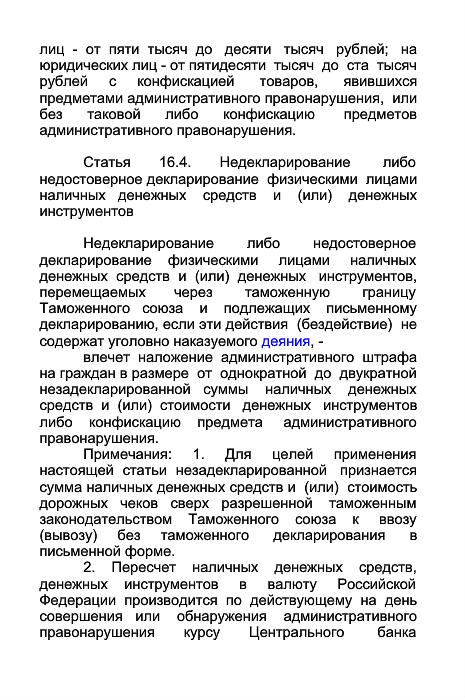 лиц - от пяти тысяч до десяти тысяч рублей; на
юридических лиц - от пятидесяти тысяч до ста тысяч
рублей с конфискацией товаров, явившихся
предметами административного правонарушения, или
без таковой либо конфискацию предметов
административного правонарушения.
Статья 16.4. Недекларирование либо
недостоверное декларирование физическими лицами
наличных денежных средств и (или) денежных
инструментов
Недекларирование либо недостоверное
декларирование физическими лицами наличных
денежных средств и (или) денежных инструментов,
перемещаемых через таможенную границу
Таможенного союза и подлежащих письменному
декларированию, если эти действия (бездействие) не
содержат уголовно наказуемого деяния, -
влечет наложение административного штрафа
на граждан в размере от однократной до двукратной
незадекларированной суммы наличных денежных
средств и (или) стоимости денежных инструментов
либо конфискацию предмета административного
правонарушения.
Примечания: 1. Для целей применения
настоящей статьи незадекларированной признается
сумма наличных денежных средств и (или) стоимость
дорожных чеков сверх разрешенной таможенным
законодательством Таможенного союза к ввозу
(вывозу) без таможенного декларирования в
письменной форме.
2. Пересчет наличных денежных средств,
денежных инструментов в валюту Российской
Федерации производится по действующему на день
совершения или обнаружения административного
правонарушения курсу Центрального банка